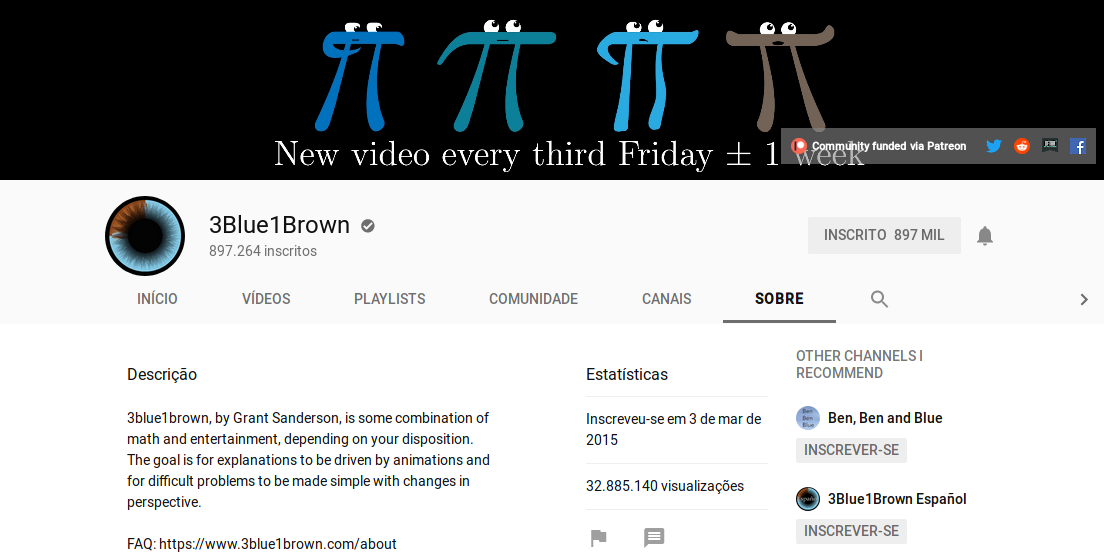 New video every third Friday ± 1 week
Community funded via Patreon
3Blue1Brown
897.264 inscritos
INSCRITO 897 MIL
INÍCIO VÍDEOS PLAYLISTS COMUNIDADE CANAIS SOBRE
Descrição
3blue1brown, by Grant Sanderson, is some combination of
math and entertainment, depending on your disposition.
The goal is for explanations to be driven by animations and
for difficult problems to be made simple with changes in
perspective.
FAQ: https://www.3blue1brown.com/about
Estatísticas
Inscreveu-se em 3 de mar de
2015
32.885.140 visualizações
OTHER CHANNELS I
RECOMMEND
Ben, Ben and Blue
INSCREVER-SE
3Blue1Brown Español
INSCREVER-SE